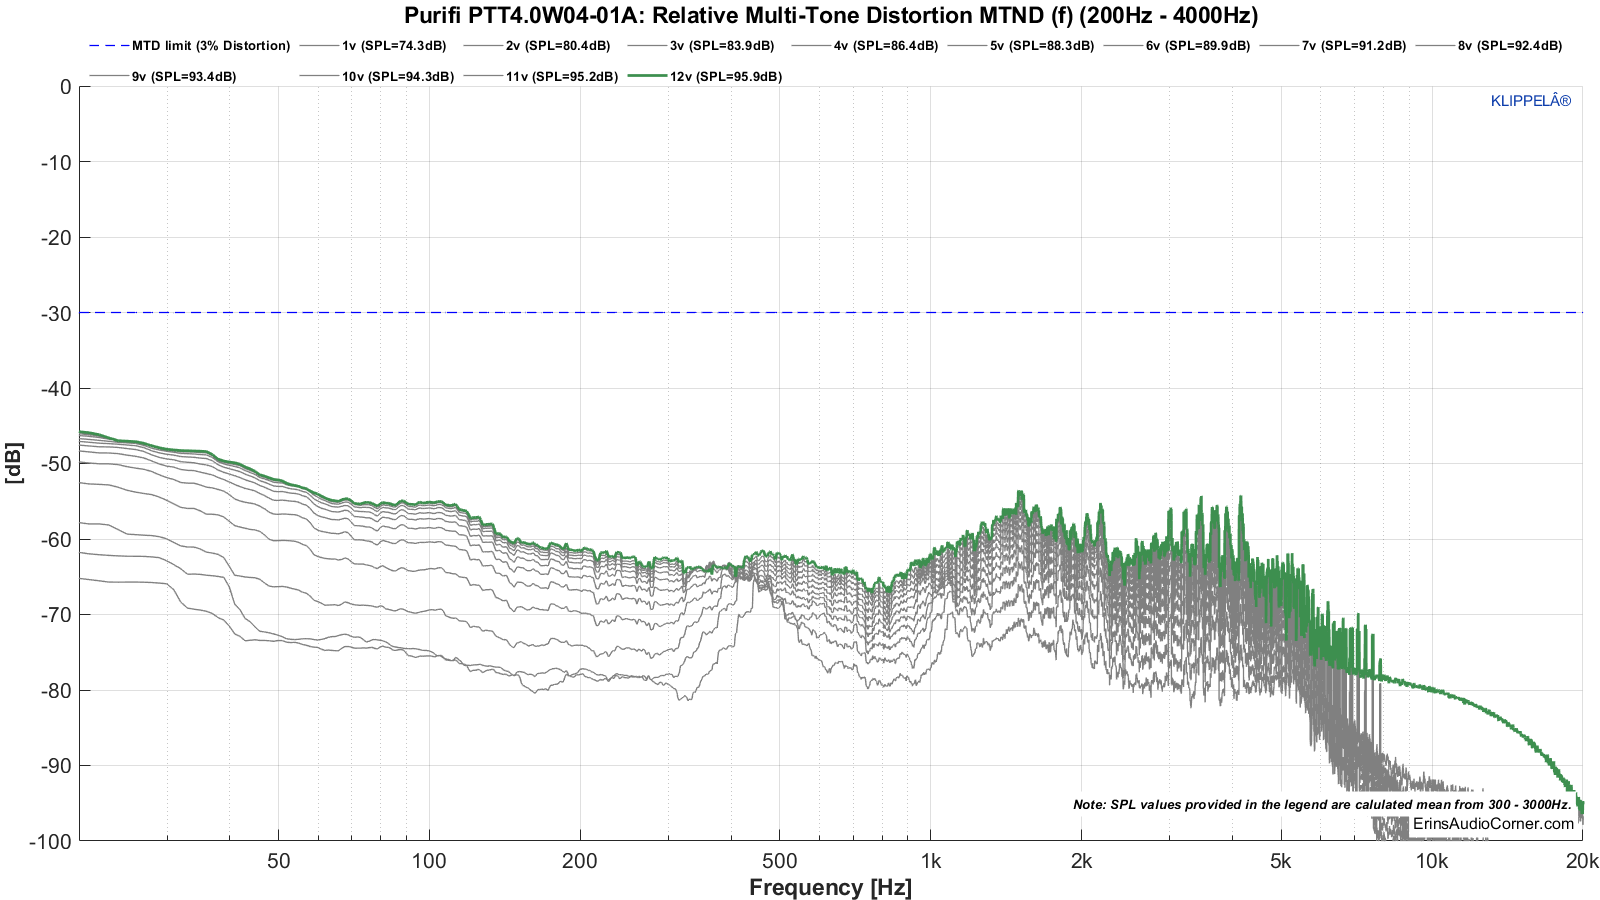 Purifi PTT4.0W04-01A: Relative Multi-Tone Distortion MTND (f) (200Hz - 4000Hz)
MTD limit (3% Distortion) 1v (SPL=74.3dB) 2v (SPL=80.4dB) 3v (SPL=83.9dB) 4v (SPL=86.4dB) 5v (SPL=88.3dB) 6v (SPL=89.9dB) 7v (SPL=91.2dB) 8v (SPL=92.4dB)
9v (SPL=93.4dB) 10v (SPL=94.3dB) 11v (SPL=95.2dB) 12v (SPL=95.9dB)
KLIPPELÂ®
0
-10
-20
-30
-40
-50
-60
-70
-80
-90
-100
[dB]
Note: SPL values provided in the legend are calulated mean from 300 - 3000Hz.
ErinsAudioCorner.com
50 100 200 500 1k 2k 5k 10k 20k
Frequency [Hz]